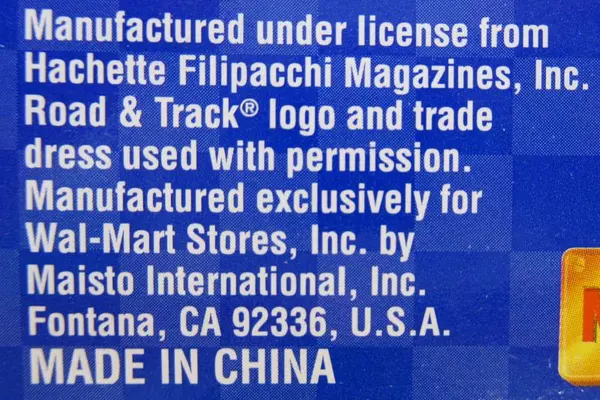 Manufactured under license from
Hachette Filipacchi Magazines, Inc.
Road & Track® logo and trade
dress used with permission.
Manufactured exclusively for
Wal-Mart Stores, Inc. by
Maisto International, Inc.
Fontana, CA 92336, U.S.A.
MADE IN CHINA